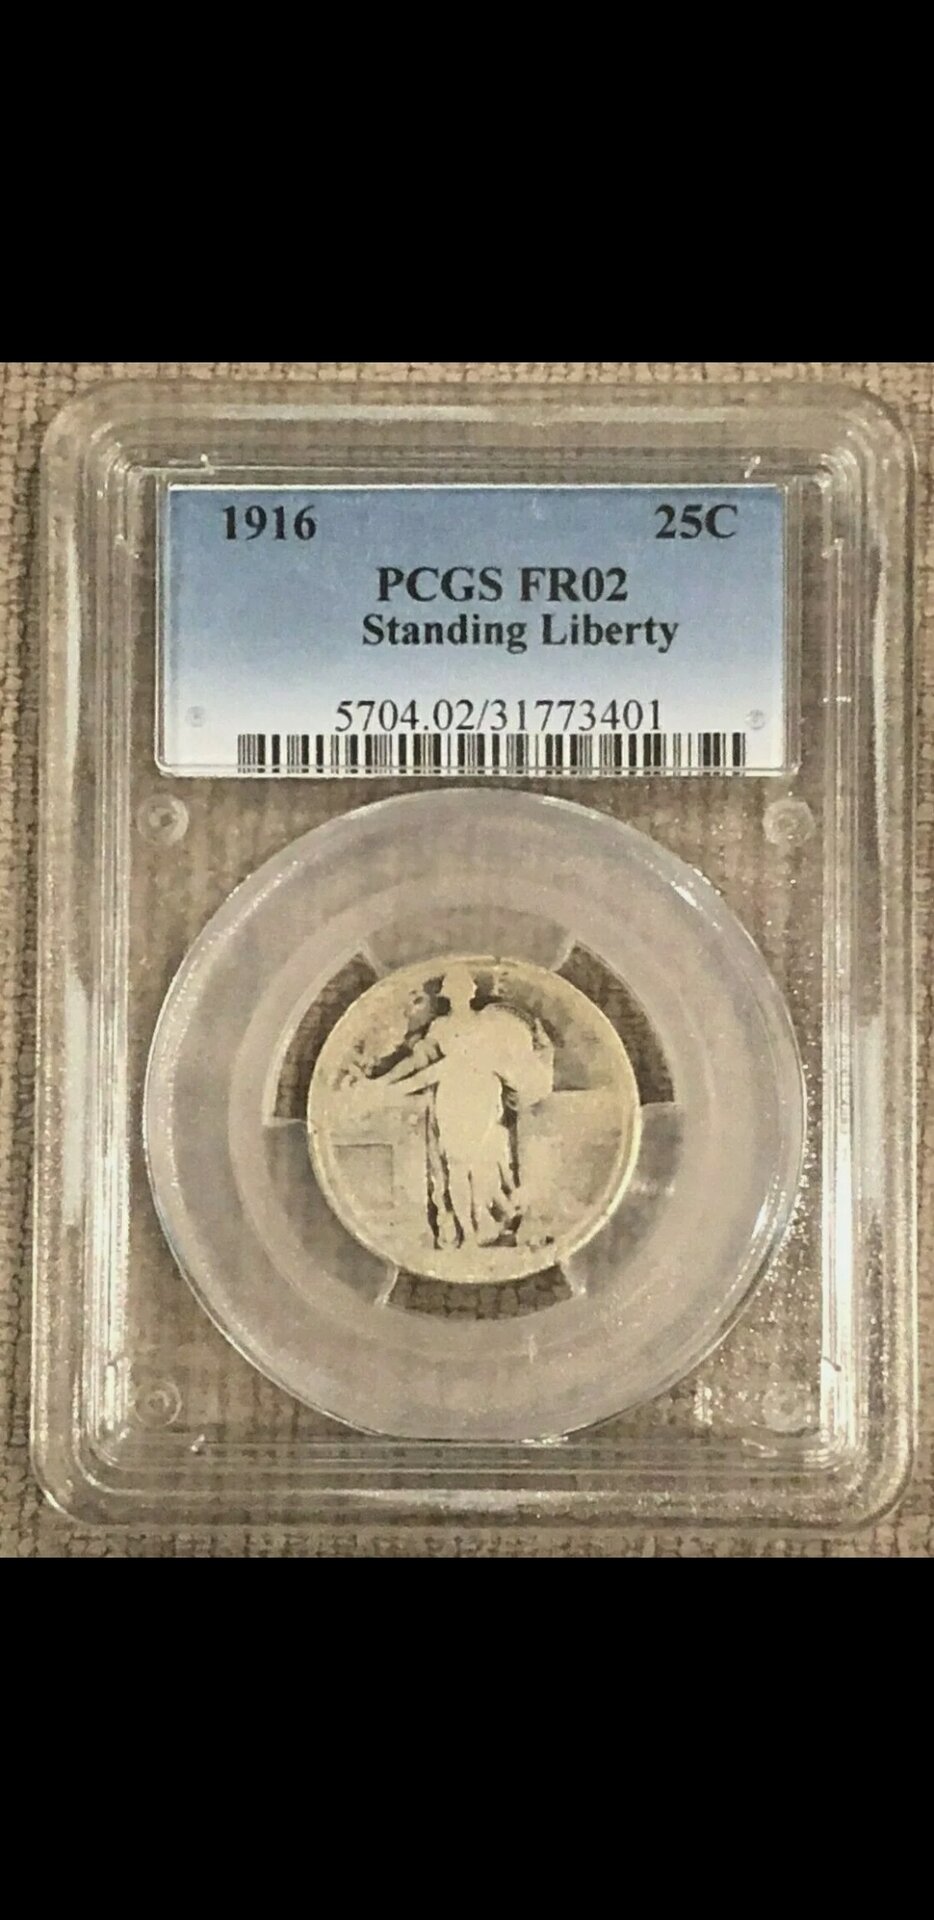 1916 25C
PCGS FR02
Standing Liberty
5704.02/31773401